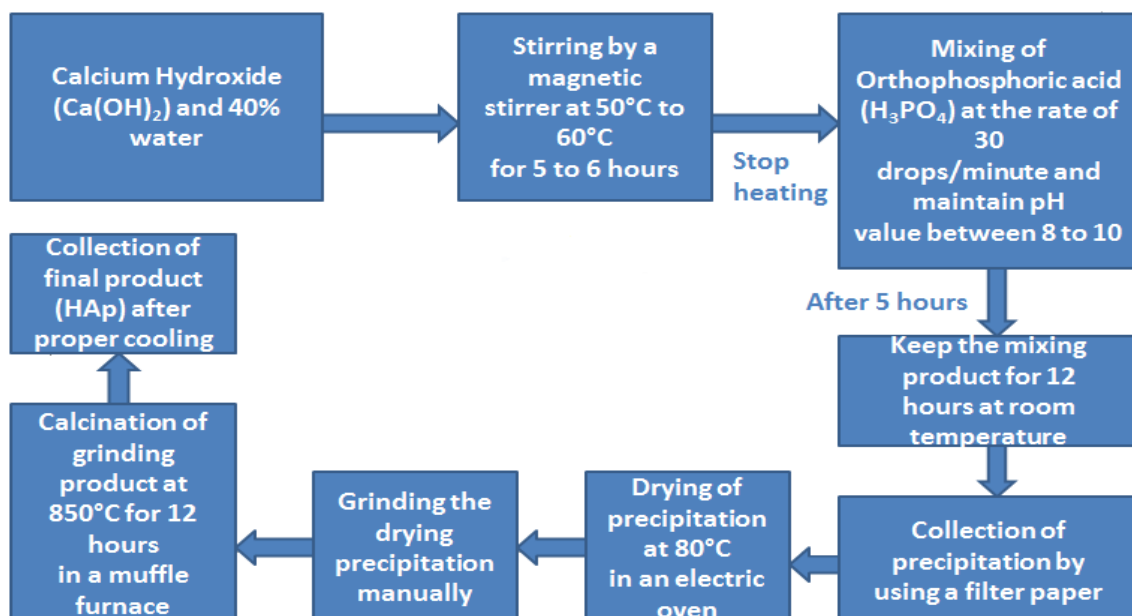 Calcium Hydroxide
(Ca(OH)₂) and 40%
water
Stirring by a
magnetic
stirrer at 50°C to
60°C
for 5 to 6 hours
Stop
heating
Mixing of
Orthophosphoric acid
(H₃PO₄) at the rate of
30
drops/minute and
maintain pH
value between 8 to 10
After 5 hours
Keep the mixing
product for 12
hours at room
temperature
Collection of
precipitation by
using a filter paper
Drying of
precipitation
at 80°C
in an electric
oven
Grinding the
drying
precipitation
manually
Calcination of
grinding
product at
850°C for 12
hours
in a muffle
furnace
Collection of
final product
(HAp) after
proper cooling